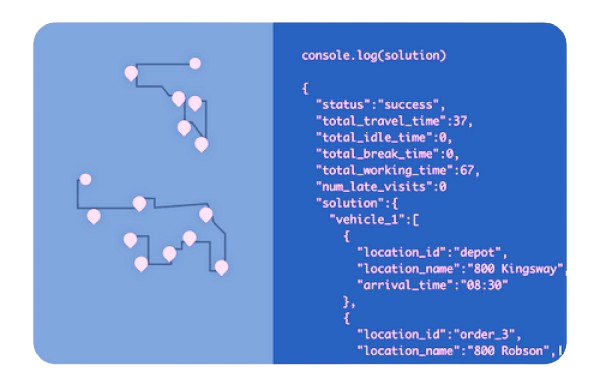 console.log(solution)
{
"status":"success",
"total_travel_time":37,
"total_idle_time":0,
"total_break_time":0,
"total_working_time":67,
"num_late_visits":0
"solution":{
"vehicle_1":[
{
"location_id":"depot",
"location_name":"800 Kingsway",
"arrival_time":"08:30"
},
{
"location_id":"order_3",
"location_name":"800 Robson",